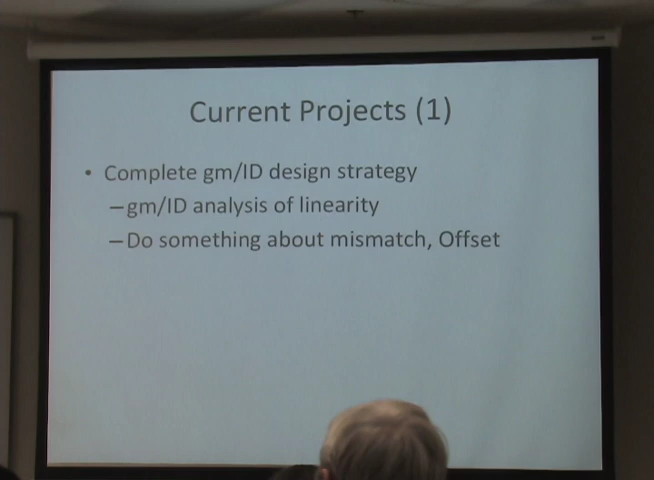 Current Projects (1)
• Complete gm/ID design strategy
–gm/ID analysis of linearity
–Do something about mismatch, Offset